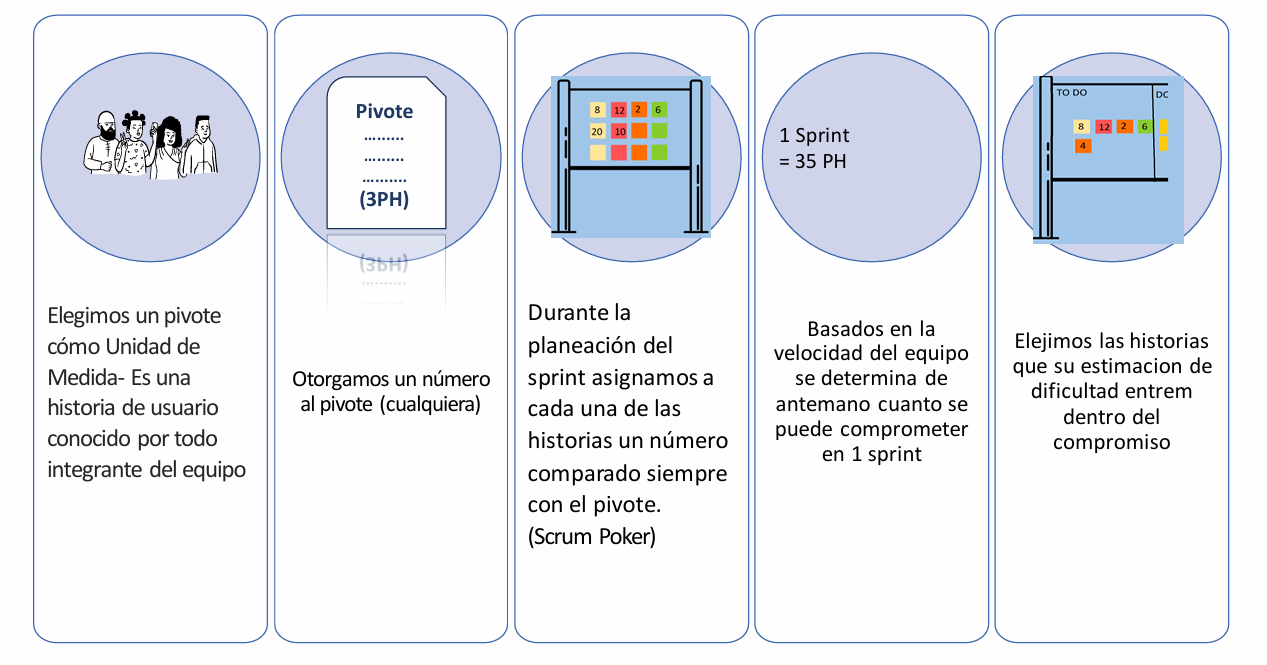 Elegimos un pivote
cómo Unidad de
Medida- Es una
historia de usuario
conocido por todo
integrante del equipo
Pivote
.........
.........
..........
(3PH)
Otorgamos un número
al pivote (cualquiera)
8 12 2 6
20 10
Durante la
planeación del
sprint asignamos a
cada una de las
historias un número
comparado siempre
con el pivote.
(Scrum Poker)
1 Sprint
= 35 PH
Basados en la
velocidad del equipo
se determina de
antemano cuanto se
puede comprometer
en 1 sprint
TO DO DC
8 12 2 6
4
Elejimos las historias
que su estimacion de
dificultad entrem
dentro del
compromiso